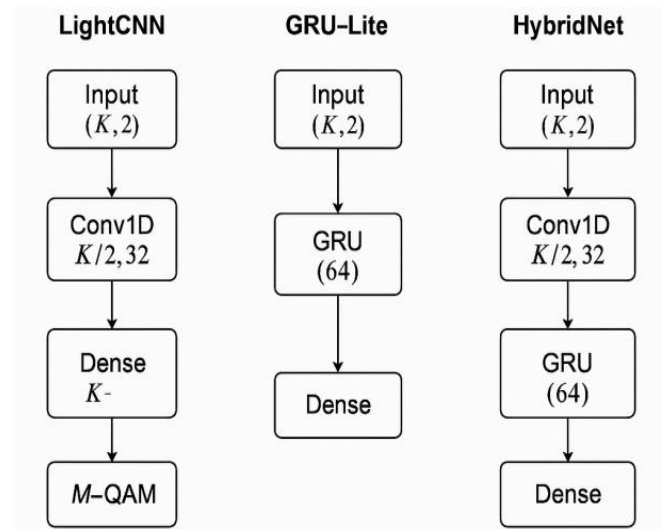 LightCNN
Input
(K,2)
Conv1D
K/2,32
Dense
K-
M-QAM
GRU-Lite
Input
(K,2)
GRU
(64)
Dense
HybridNet
Input
(K,2)
Conv1D
K/2,32
GRU
(64)
Dense